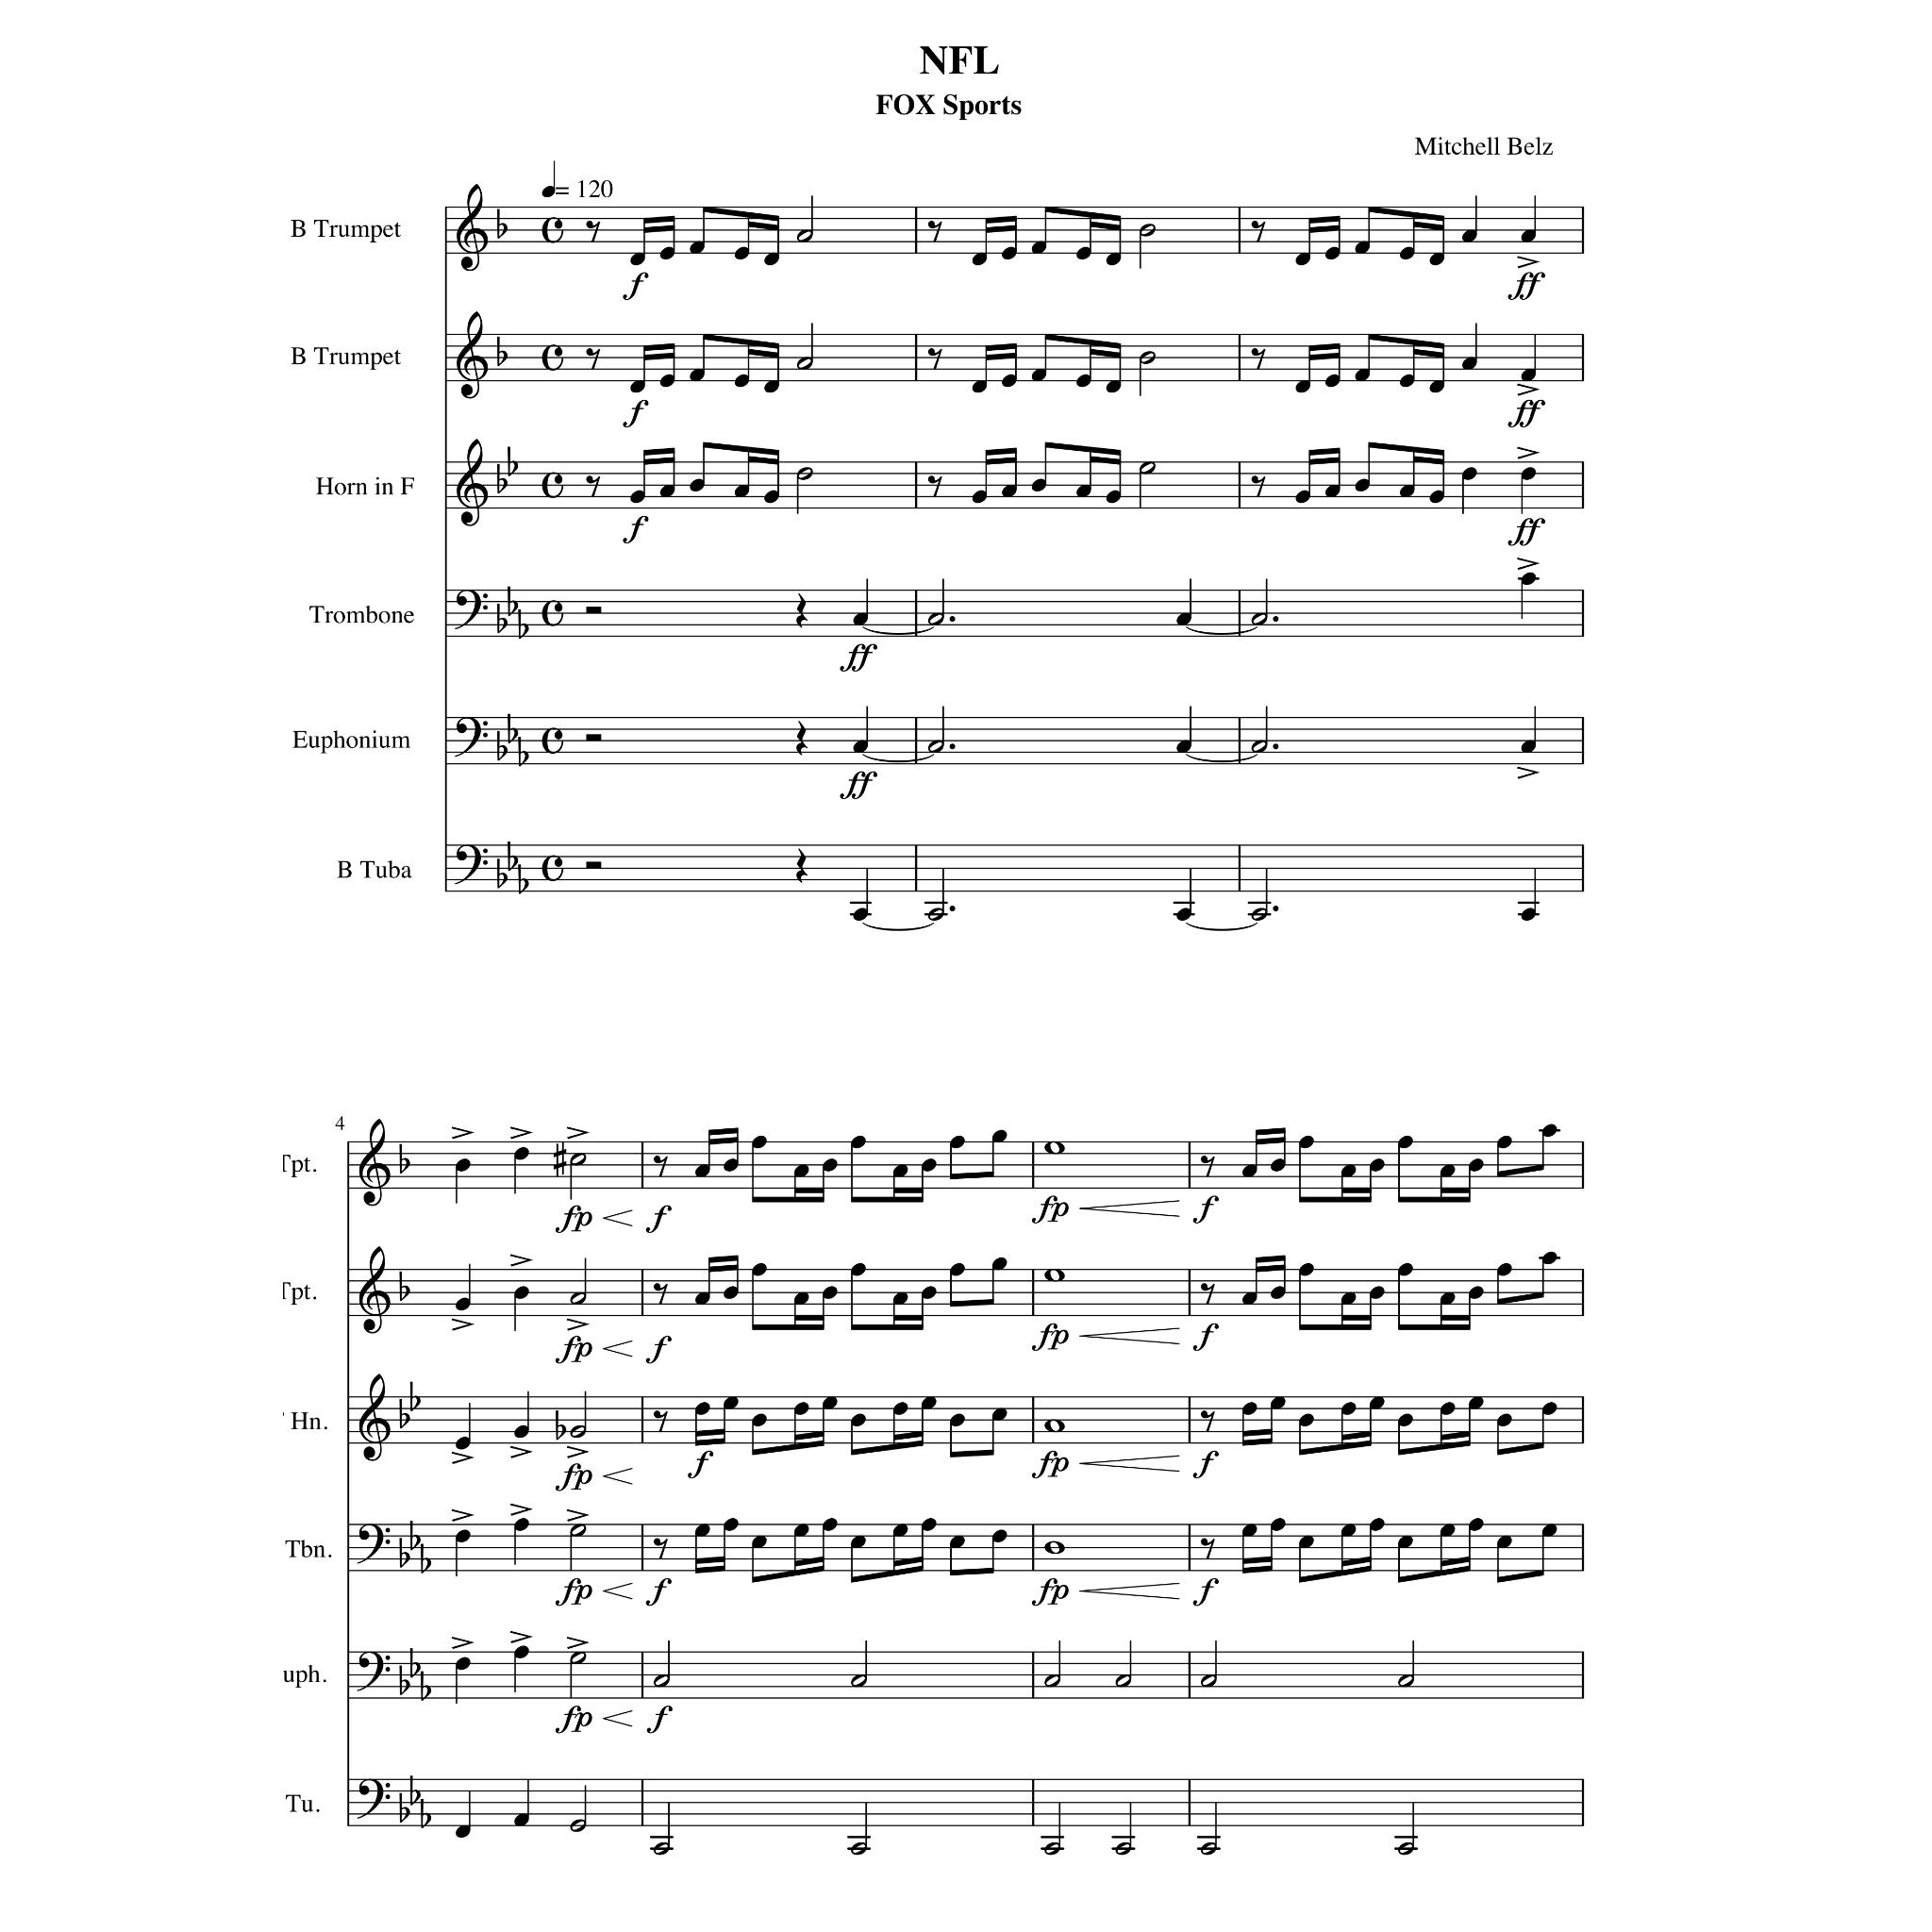 NFL
FOX Sports
Mitchell Belz
= 120
B Trumpet
f
ff
B Trumpet
f
ff
Horn in F
f
ff
Trombone
ff
Euphonium
ff
B Tuba
4
Tpt.
fp f fp f
Tpt.
fp f fp f
Hn.
fp f fp f
Tbn.
fp f fp f
uph.
fp f
Tu.